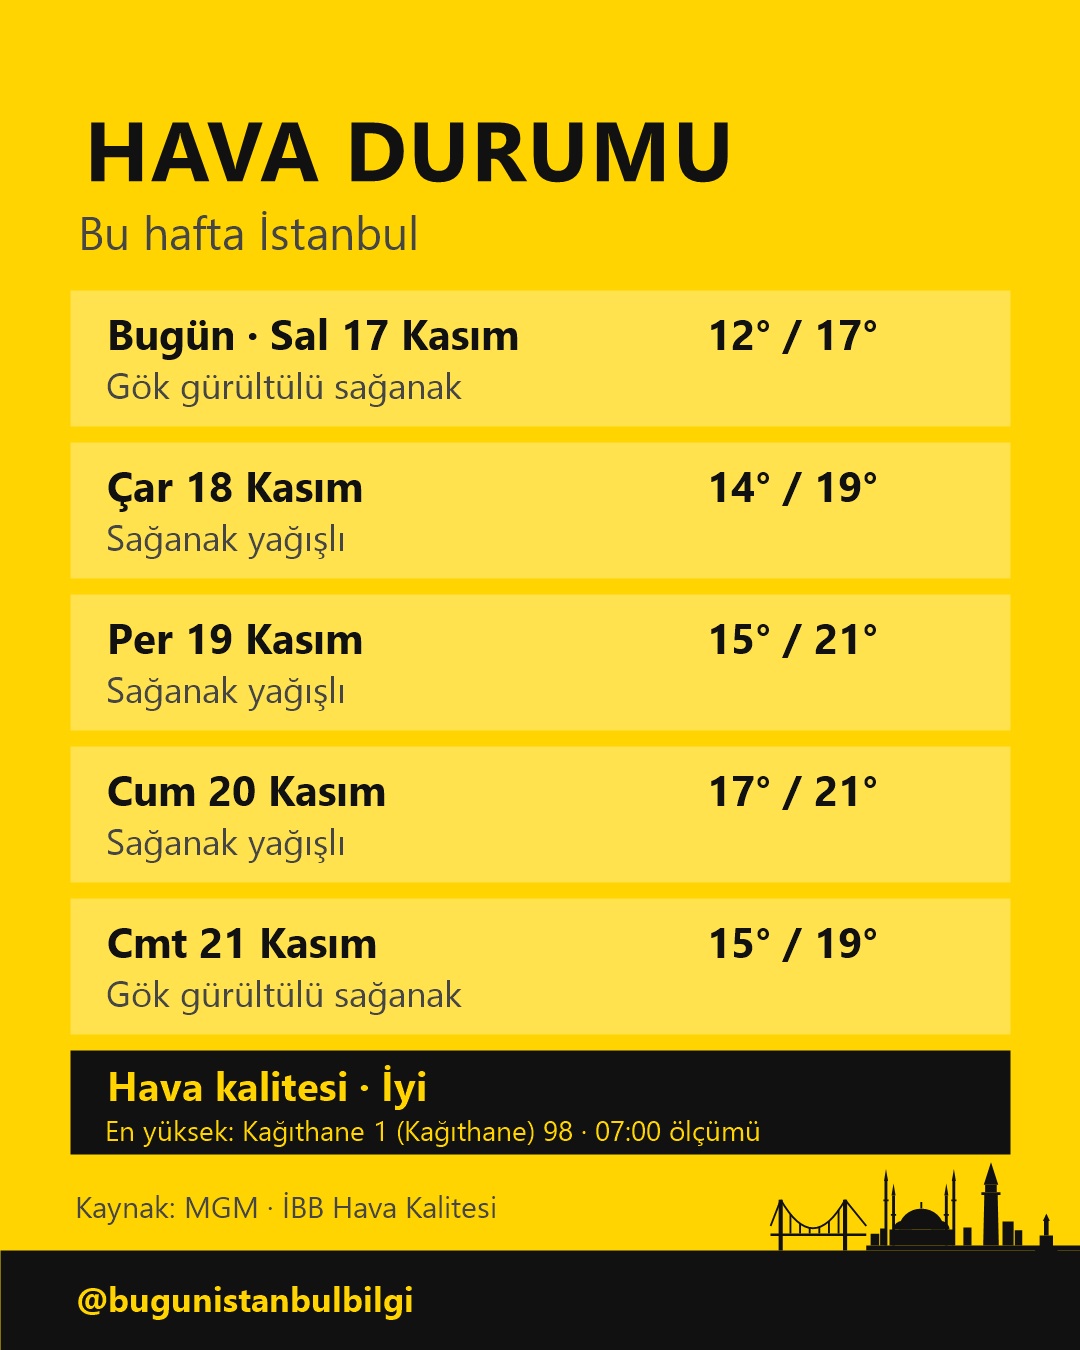 HAVA DURUMU
Bu hafta İstanbul
Bugün · Sal 17 Kasım 12° / 17°
Gök gürültülü sağanak
Çar 18 Kasım 14° / 19°
Sağanak yağışlı
Per 19 Kasım 15° / 21°
Sağanak yağışlı
Cum 20 Kasım 17° / 21°
Sağanak yağışlı
Cmt 21 Kasım 15° / 19°
Gök gürültülü sağanak
Hava kalitesi · İyi
En yüksek: Kağıthane 1 (Kağıthane) 98 · 07:00 ölçümü
Kaynak: MGM · İBB Hava Kalitesi
@bugunistanbulbilgi